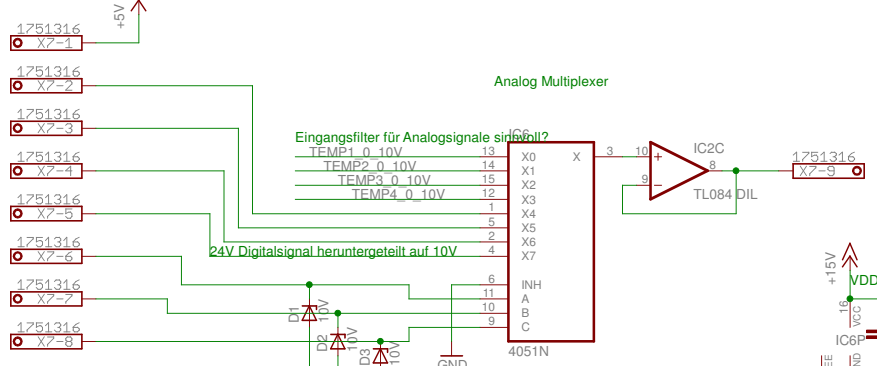 +5V
1751316
X7-1
1751316
X7-2
Analog Multiplexer
1751316
X7-3
Eingangsfilter für Analogsignale sinnvoll?
IC6
TEMP1_0_10V 13 X0 X 3
TEMP2_0_10V 14 X1
TEMP3_0_10V 15 X2
TEMP4_0_10V 12 X3
1 X4
5 X5
2 X6
4 X7
10 + IC2C
8
9 -
TL084 DIL
1751316
X7-9
1751316
X7-4
1751316
X7-5
24V Digitalsignal heruntergeteilt auf 10V
1751316
X7-6
6 INH
11 A
10 B
9 C
4051N
1751316
X7-7
1751316
X7-8
D1 10V
D2 10V
D3 10V
GND
+15V
VDD
16
VCC
IC6P
EE
ND